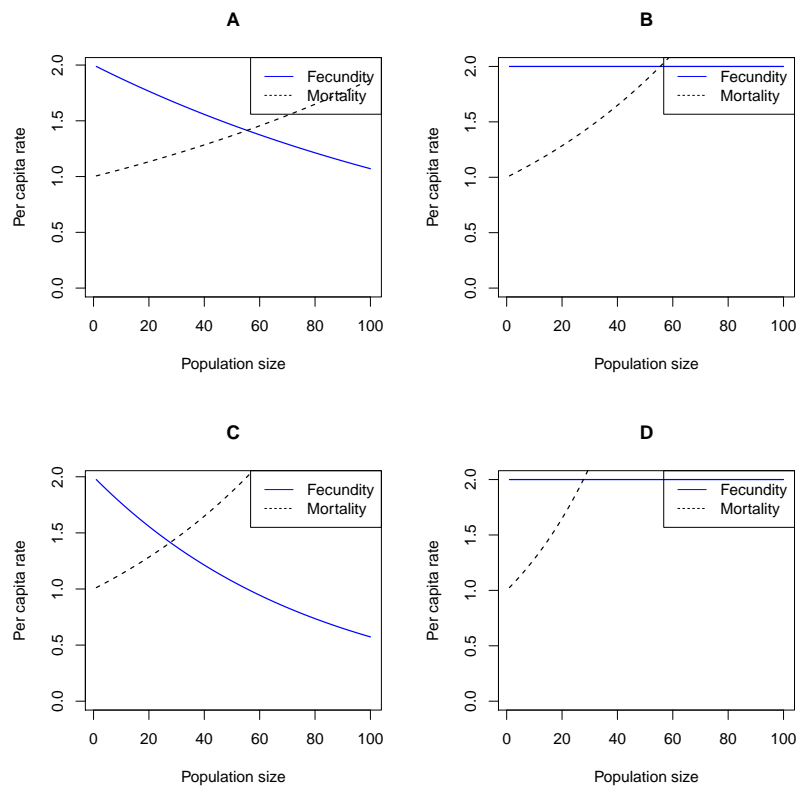 A
Fecundity
Mortality
Per capita rate
0.0 0.5 1.0 1.5 2.0
0 20 40 60 80 100
Population size
B
Fecundity
Mortality
Per capita rate
0.0 0.5 1.0 1.5 2.0
0 20 40 60 80 100
Population size
C
Fecundity
Mortality
Per capita rate
0.0 0.5 1.0 1.5 2.0
0 20 40 60 80 100
Population size
D
Fecundity
Mortality
Per capita rate
0.0 0.5 1.0 1.5 2.0
0 20 40 60 80 100
Population size